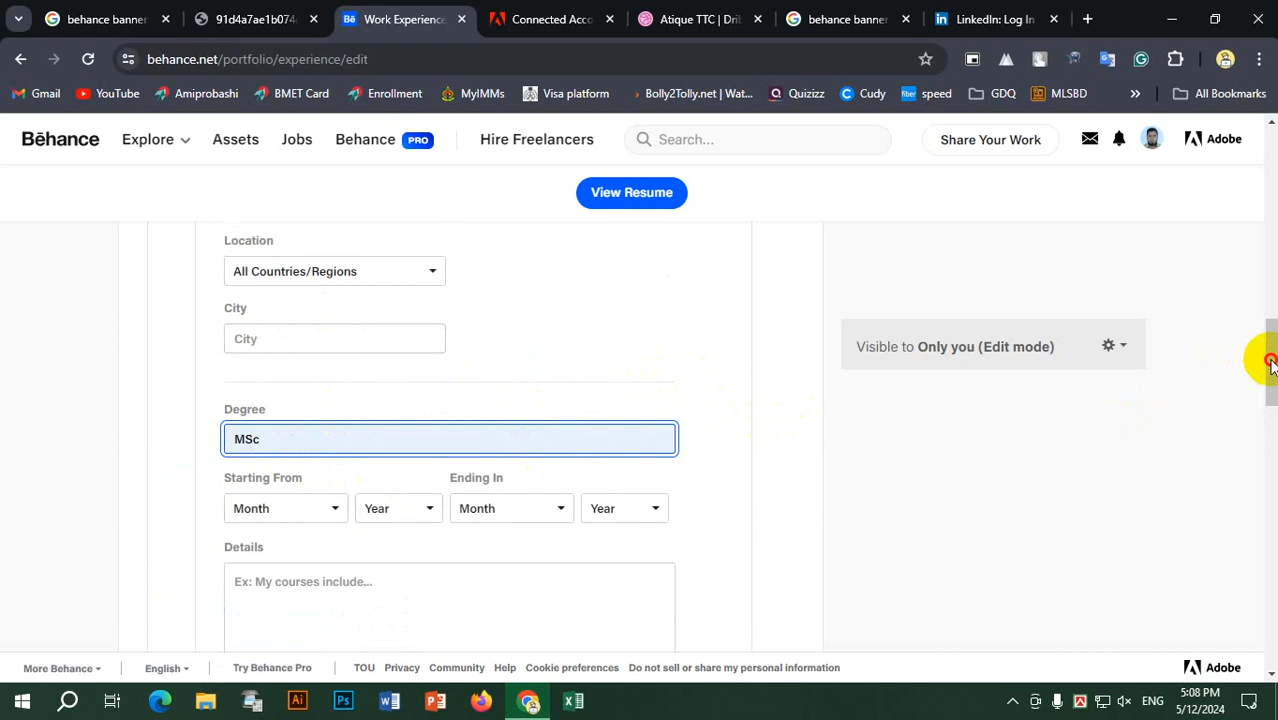 behance banner
91d4a7ae1b074
Work Experience
Connected Acco
Atique TTC | Dril
behance banner
LinkedIn: Log In
behance.net/portfolio/experience/edit
Gmail
YouTube
Amiprobashi
BMET Card
Enrollment
MyIMMs
Visa platform
Bolly2Tolly.net | Wat...
Quizizz
Cudy
fiber speed
GDQ
MLSBD
All Bookmarks
Bēhance
Explore
Assets
Jobs
Behance PRO
Hire Freelancers
Search...
Share Your Work
Adobe
View Resume
Location
All Countries/Regions
City
City
Visible to Only you (Edit mode)
Degree
MSc
Starting From
Ending In
Month
Year
Month
Year
Details
Ex: My courses include...
More Behance
English
Try Behance Pro
TOU
Privacy
Community
Help
Cookie preferences
Do not sell or share my personal information
Adobe
ENG
5:08 PM
5/12/2024